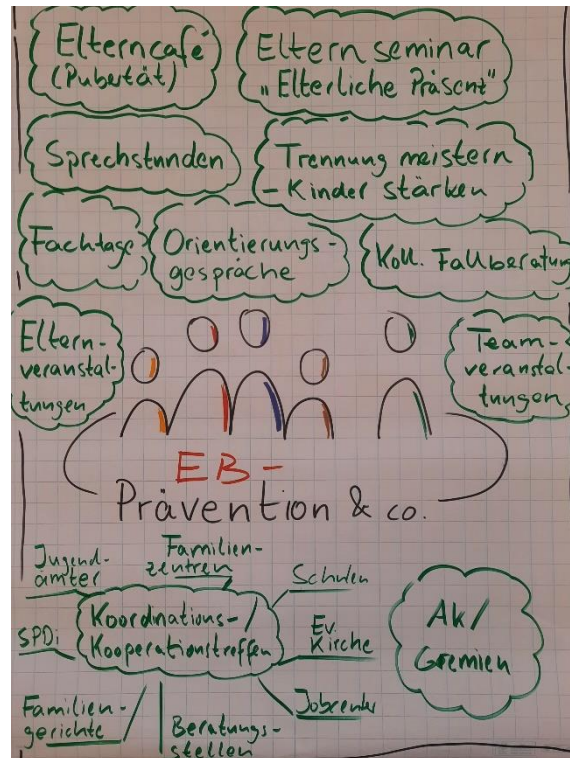 Elterncafé
(Pubertät)
Elternseminar
"Elterliche Präsent"
Sprechstunden
Trennung meistern
- Kinder stärken
Fachtage
Orientierungs-
gespräche
Koll. Fallberatung
Eltern-
veranstal-
tungen
Team-
veranstal-
tungen
EB-
Prävention & co.
Jugend-
ämter
Familien-
zentren
Schulen
SPDi
Koordinations-/
Kooperationstreffen
Ev.
Kirche
Ak/
Gremien
Familien-
gerichte
Beratungs-
stellen
Jobcenter